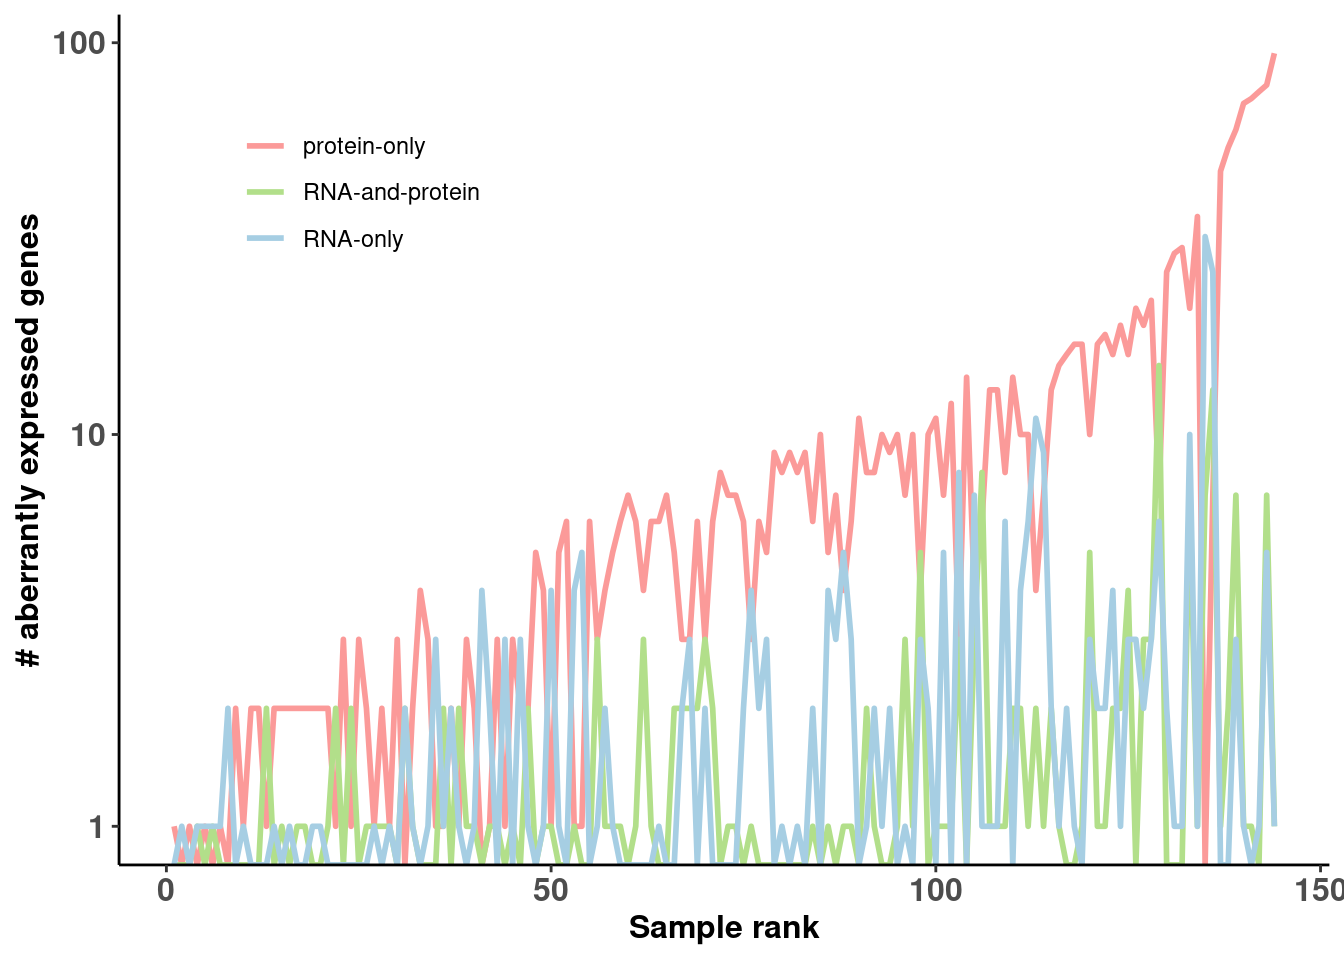 100
10
1
# aberrantly expressed genes
protein-only
RNA-and-protein
RNA-only
0 50 100 150
Sample rank